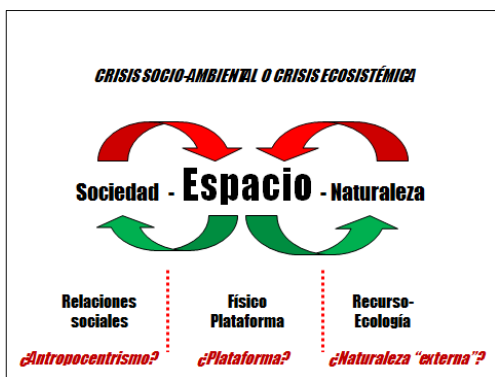 CRISIS SOCIO-AMBIENTAL O CRISIS ECOSISTÉMICA
Sociedad - Espacio - Naturaleza
Relaciones sociales
Físico Plataforma
Recurso-Ecología
¿Antropocentrismo?
¿Plataforma?
¿Naturaleza "externa"?